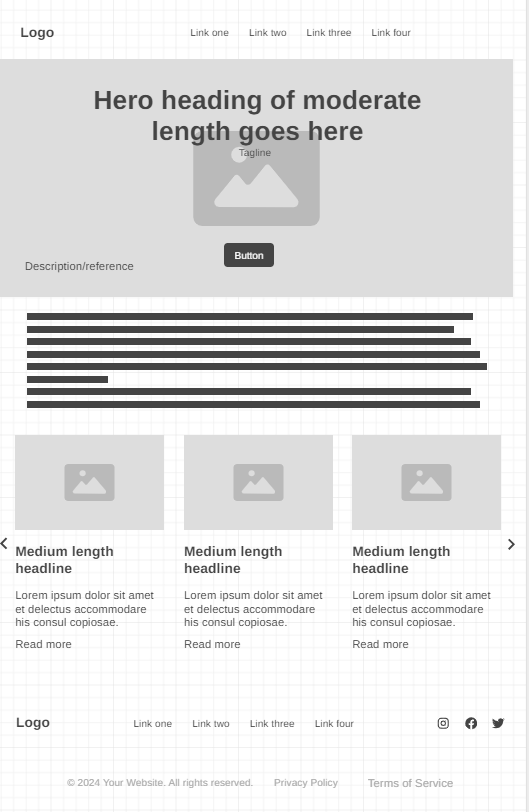 Logo
Link one Link two Link three Link four
Hero heading of moderate
length goes here
Tagline
Button
Description/reference
Medium length
headline
Lorem ipsum dolor sit amet
et delectus accommodare
his consul copiosae.
Read more
Medium length
headline
Lorem ipsum dolor sit amet
et delectus accommodare
his consul copiosae.
Read more
Medium length
headline
Lorem ipsum dolor sit amet
et delectus accommodare
his consul copiosae.
Read more
Logo
Link one Link two Link three Link four
© 2024 Your Website. All rights reserved. Privacy Policy Terms of Service